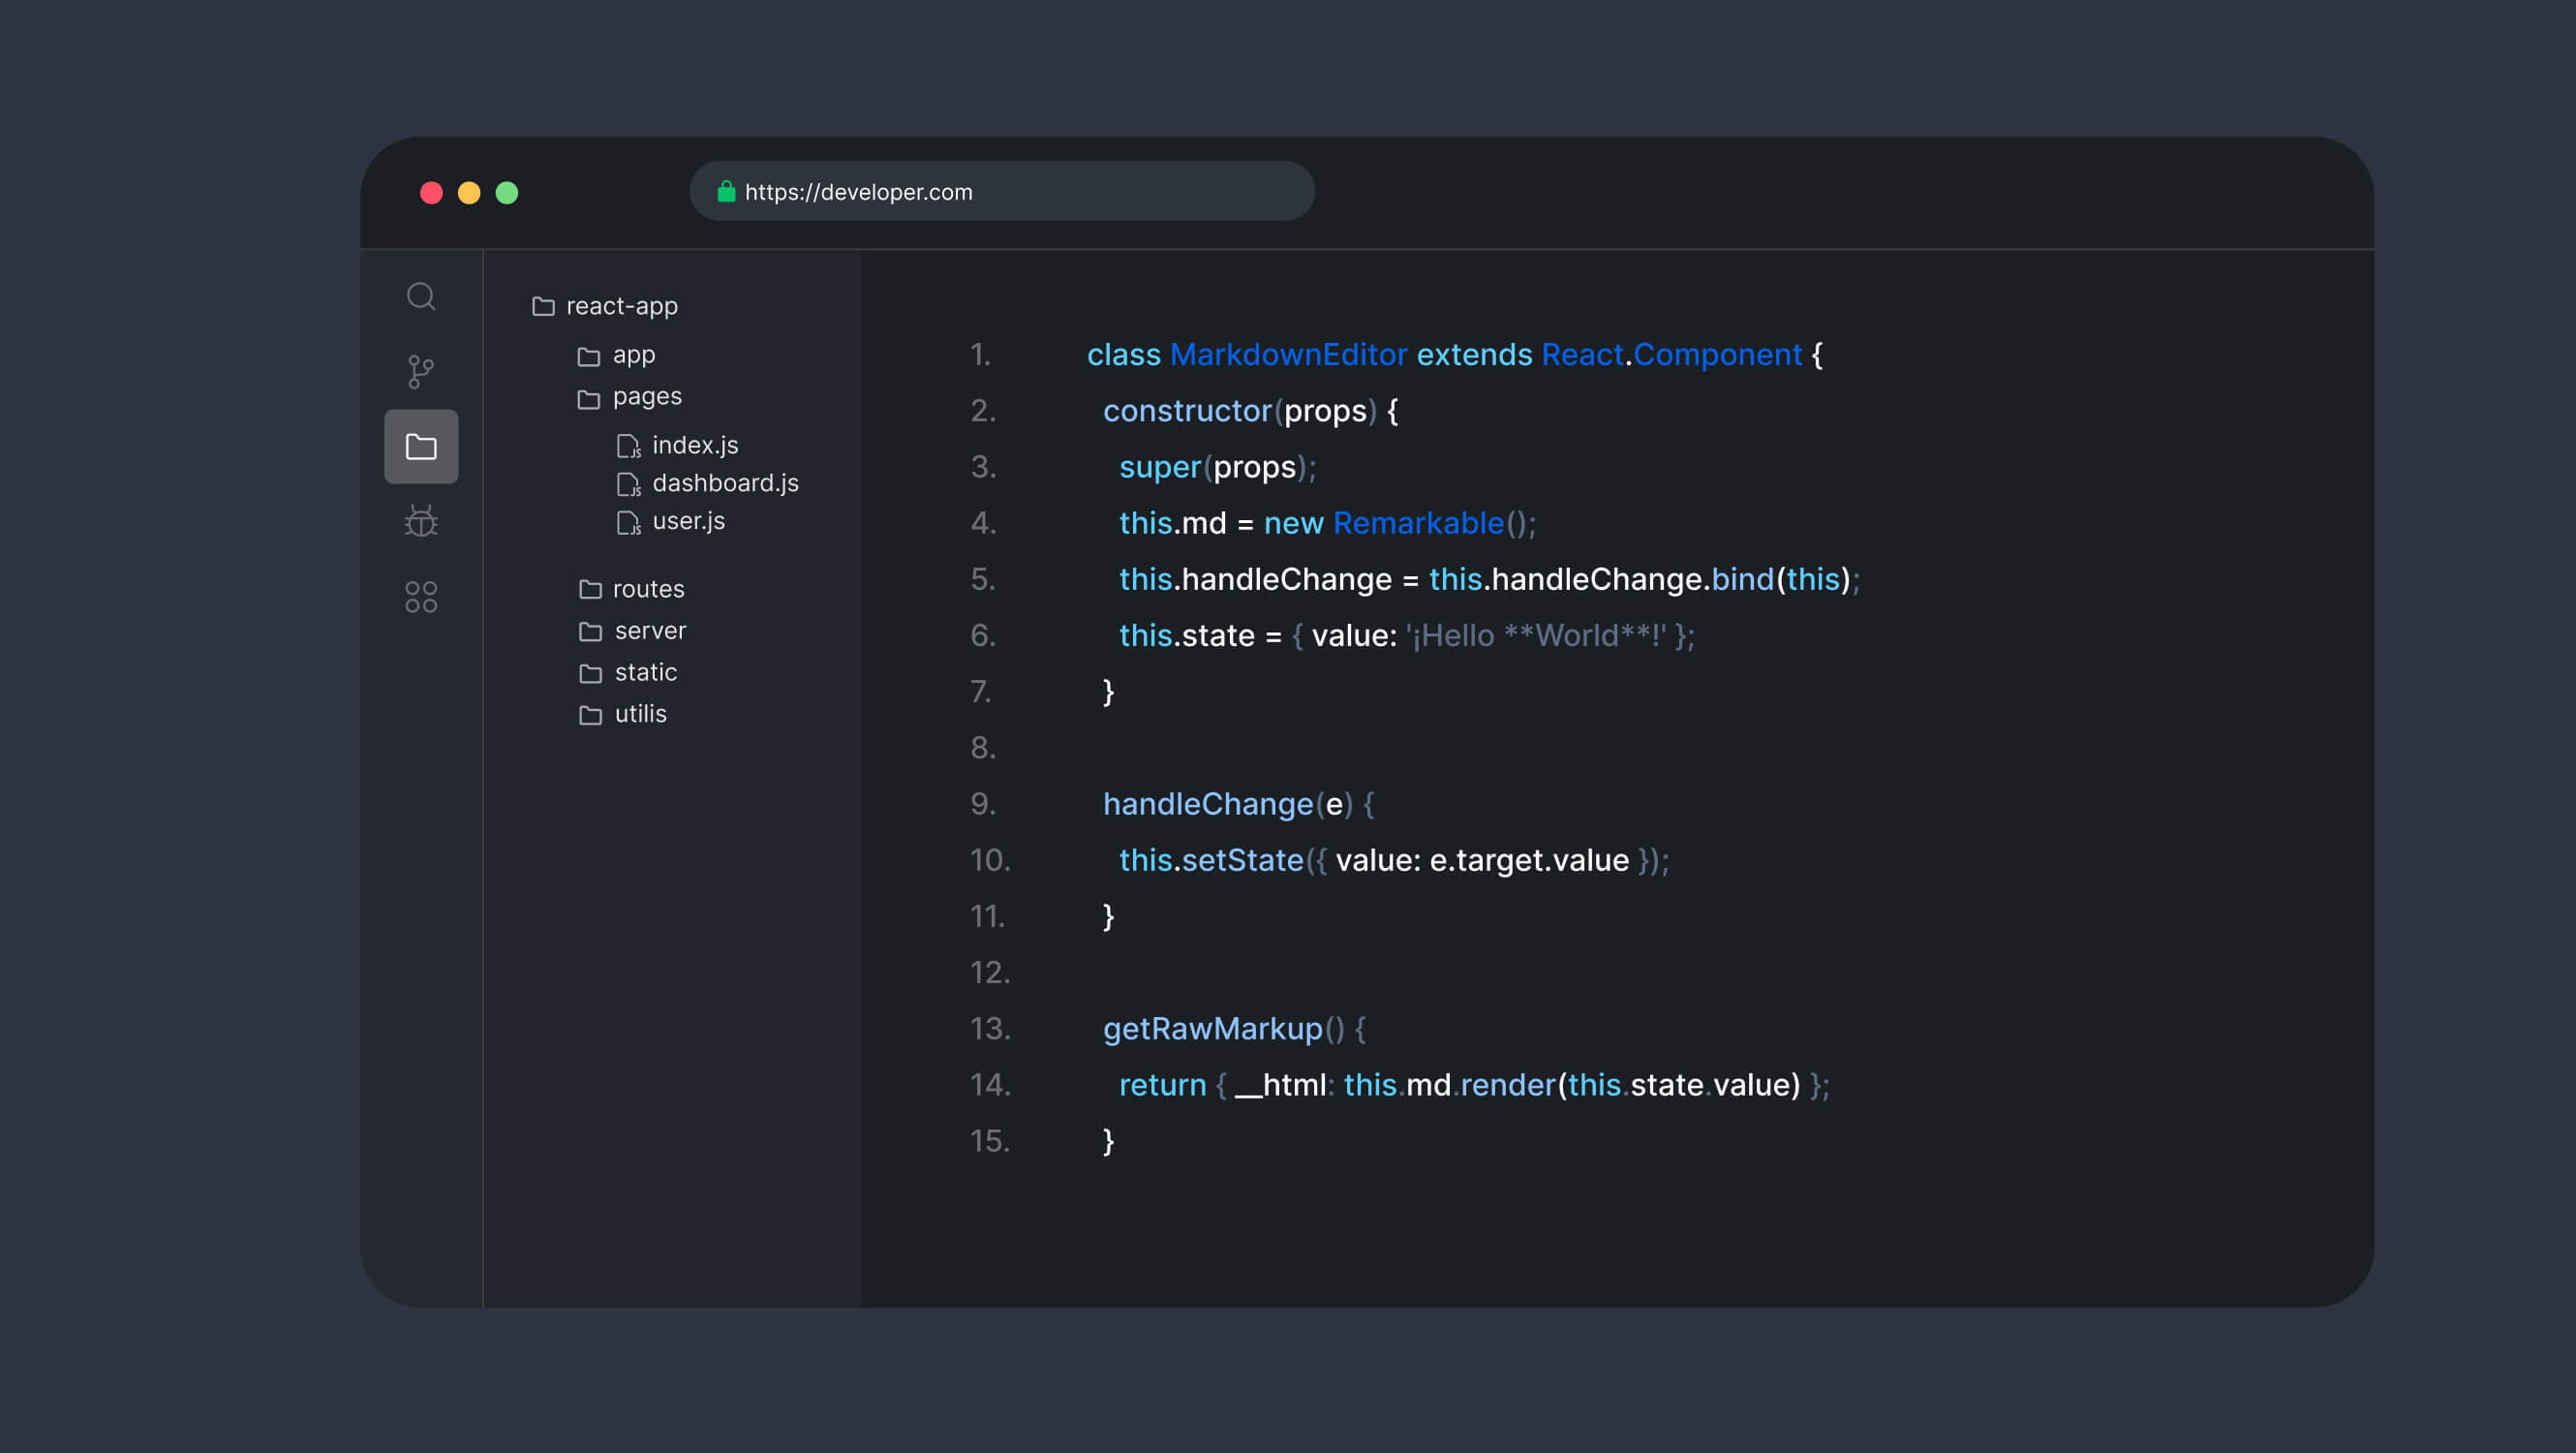 https://developer.com
react-app
app
pages
index.js
dashboard.js
user.js
routes
server
static
utilis
1. class MarkdownEditor extends React.Component {
2. constructor(props) {
3. super(props);
4. this.md = new Remarkable();
5. this.handleChange = this.handleChange.bind(this);
6. this.state = { value: '¡Hello **World**!' };
7. }
8.
9. handleChange(e) {
10. this.setState({ value: e.target.value });
11. }
12.
13. getRawMarkup() {
14. return { __html: this.md.render(this.state.value) };
15. }